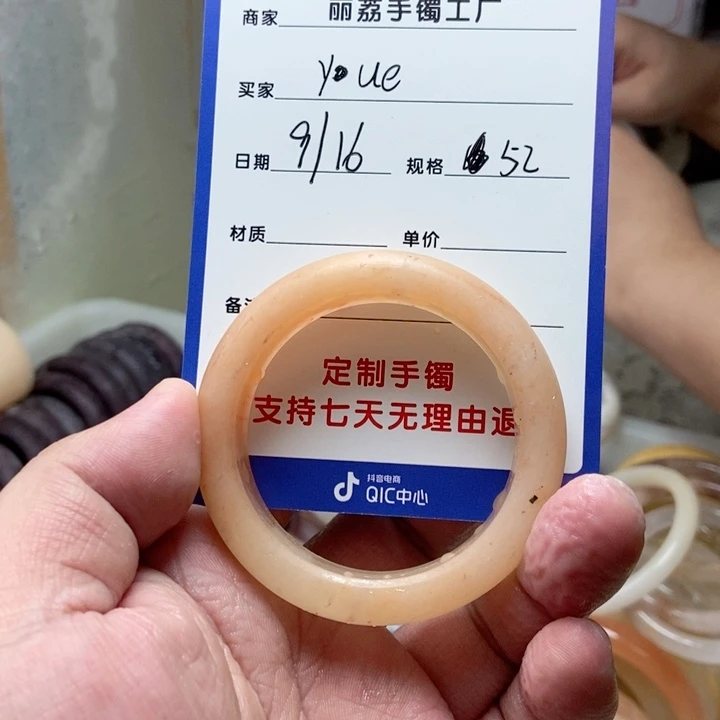 商家 丽荔手镯工厂
买家 youe
日期 9/16 规格 52
材质 单价
备注
定制手镯
支持七天无理由退
抖音电商
QIC中心